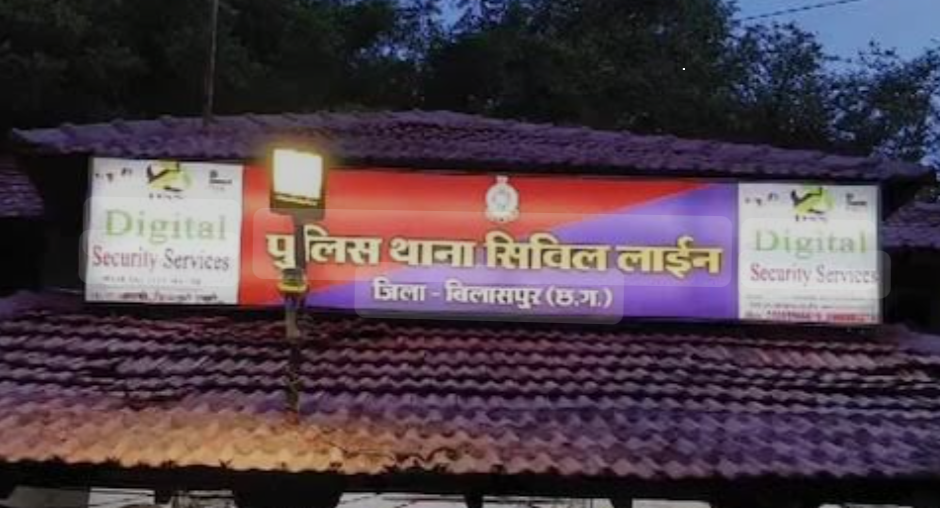 Digital
Security Services
पुलिस थाना सिविल लाईन
जिला - बिलासपुर (छ.ग.)
Digital
Security Services